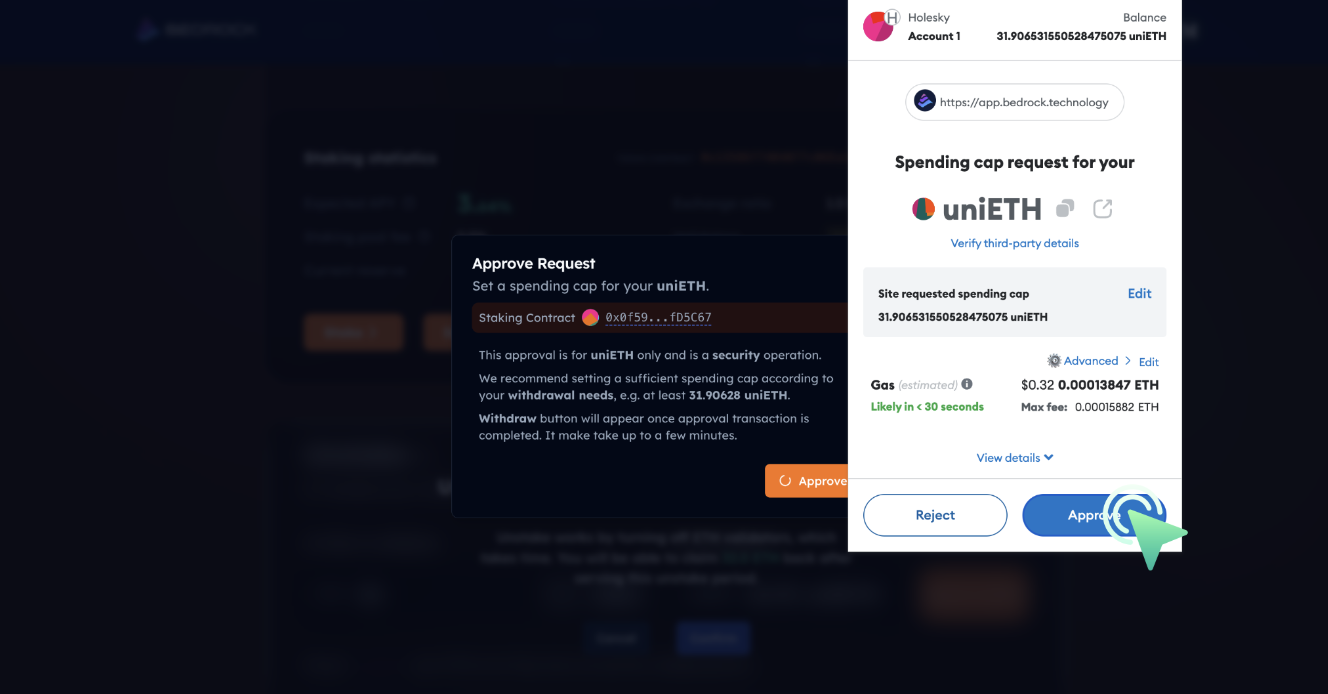 BEDROCK
Staking statistics
Approve Request
Set a spending cap for your uniETH.
Staking Contract 0x0f59...fD5C67
This approval is for uniETH only and is a security operation.
We recommend setting a sufficient spending cap according to
your withdrawal needs, e.g. at least 31.90628 uniETH.
Withdraw button will appear once approval transaction is
completed. It make take up to a few minutes.
Approve
Holesky
Balance
H
Account 1
31.906531550528475075 uniETH
https://app.bedrock.technology
Spending cap request for your
uniETH
Verify third-party details
Site requested spending cap
Edit
31.906531550528475075 uniETH
Advanced
Edit
Gas (estimated)
$0.32 0.00013847 ETH
Likely in < 30 seconds
Max fee: 0.00015882 ETH
View details
Reject
Approve